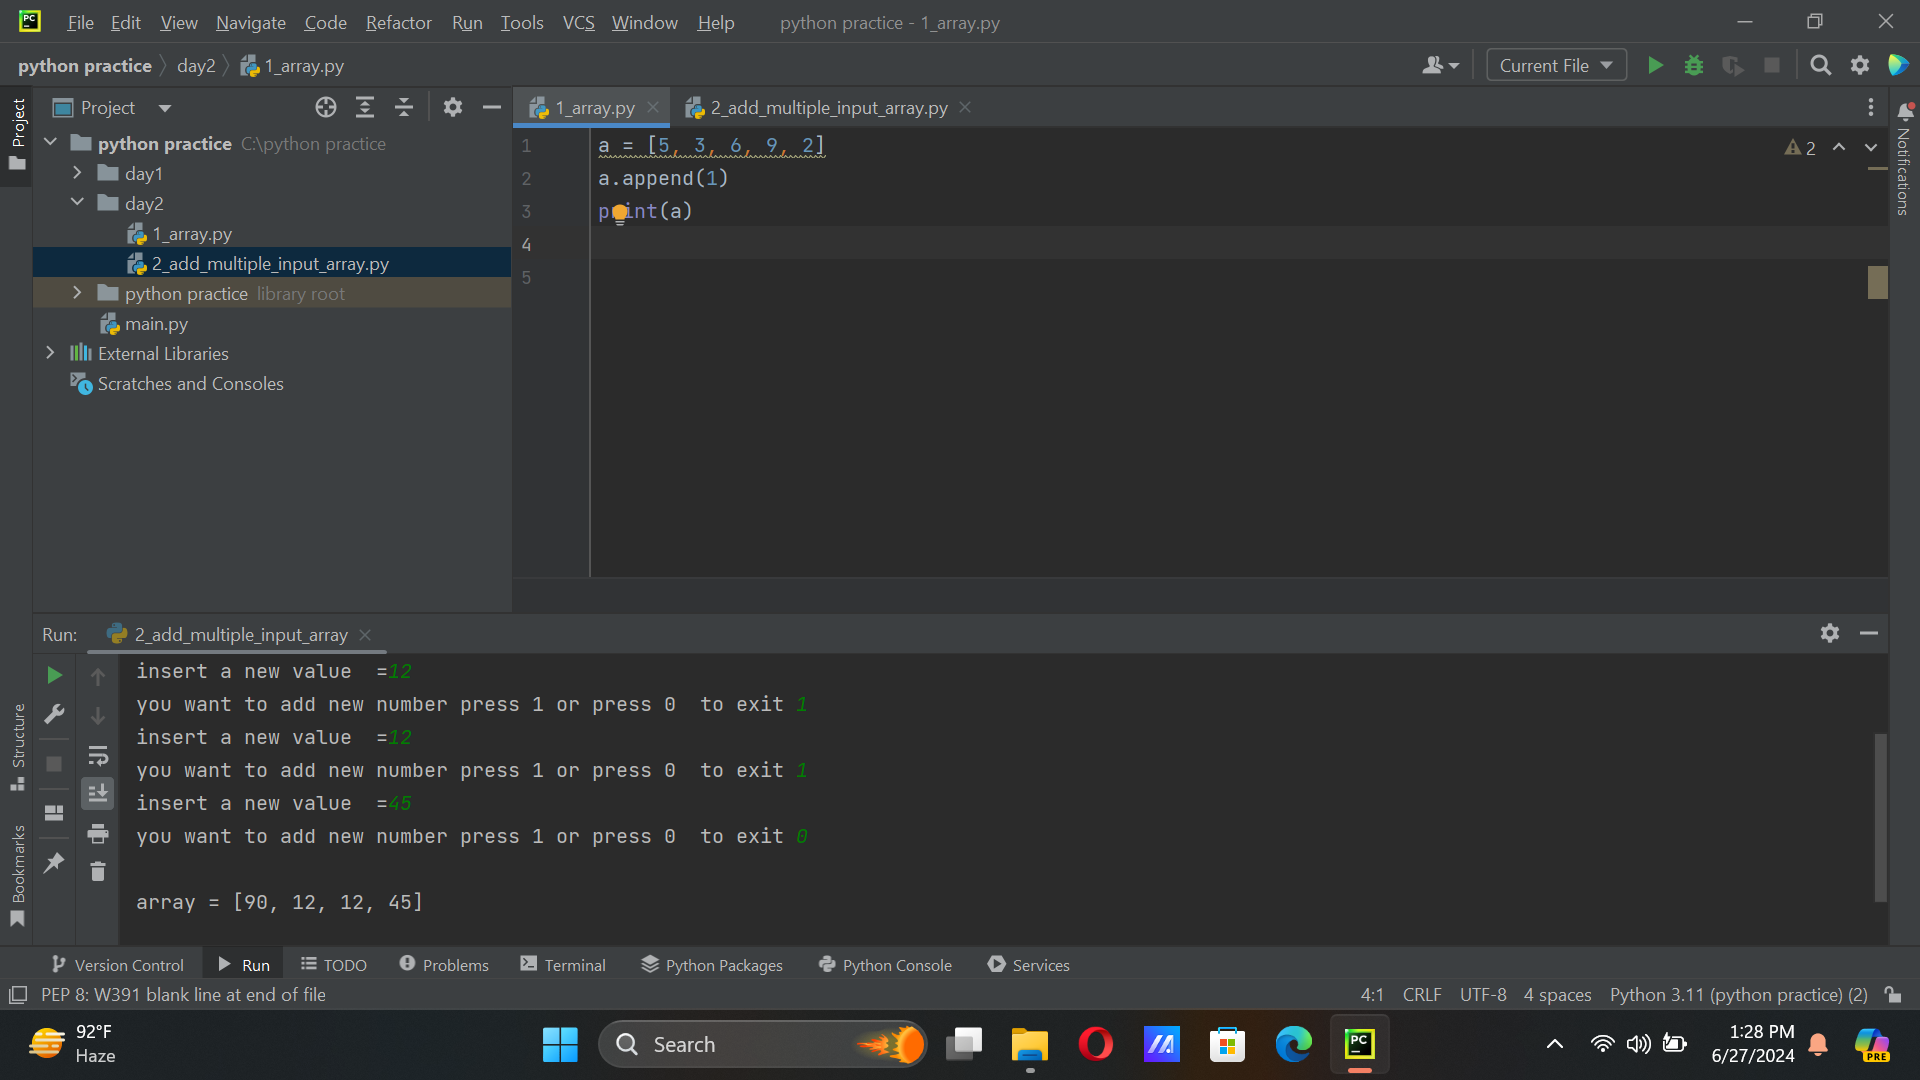 File Edit View Navigate Code Refactor Run Tools VCS Window Help python practice - 1_array.py
python practice day2 1_array.py Current File
Project
Project
1_array.py 2_add_multiple_input_array.py
Notifications
python practice C:\python practice
day1
day2
1_array.py
2_add_multiple_input_array.py
python practice library root
main.py
External Libraries
Scratches and Consoles
2
1 a = [5, 3, 6, 9, 2]
2 a.append(1)
3 print(a)
4
5
Run: 2_add_multiple_input_array
Structure
Bookmarks
insert a new value  =12
you want to add new number press 1 or press 0  to exit 1
insert a new value  =12
you want to add new number press 1 or press 0  to exit 1
insert a new value  =45
you want to add new number press 1 or press 0  to exit 0
array = [90, 12, 12, 45]
Version Control Run TODO Problems Terminal Python Packages Python Console Services
PEP 8: W391 blank line at end of file 4:1 CRLF UTF-8 4 spaces Python 3.11 (python practice) (2)
92°F
Haze
Search
PC
PC
1:28 PM
6/27/2024
PRE